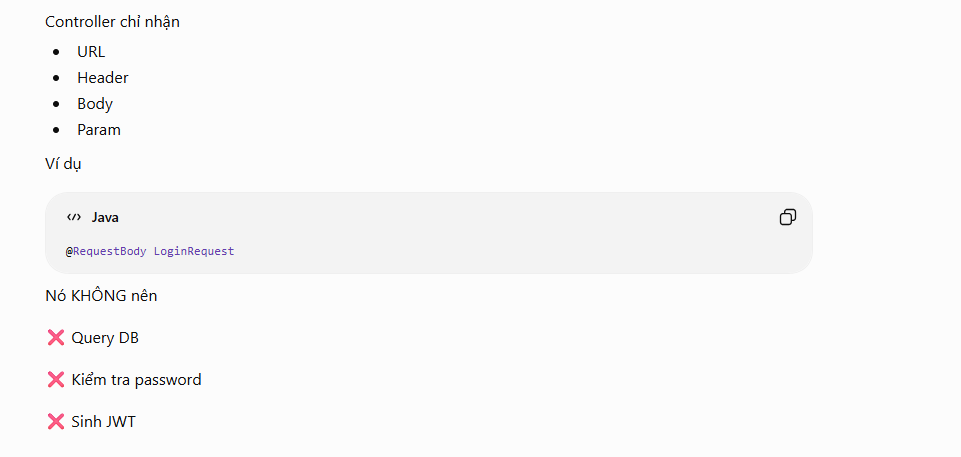 Controller chỉ nhận
• URL
• Header
• Body
• Param
Ví dụ
</> Java
@RequestBody LoginRequest
Nó KHÔNG nên
❌ Query DB
❌ Kiểm tra password
❌ Sinh JWT